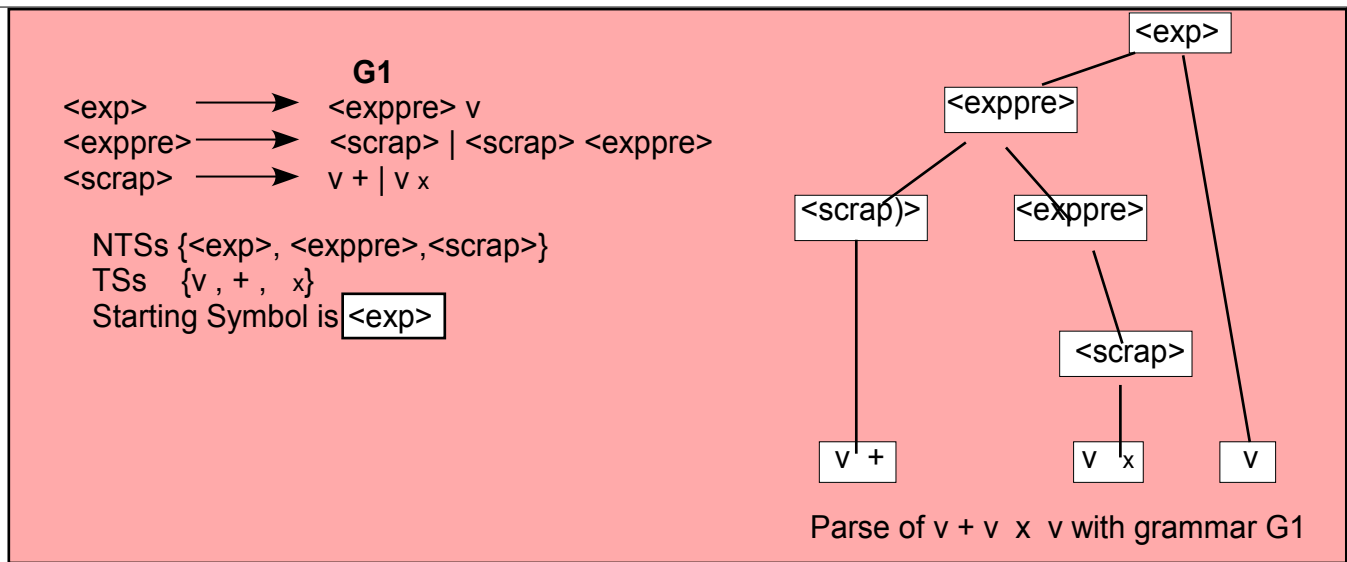 G1
<exp> → <exppre> v
<exppre> → <scrap> | <scrap> <exppre>
<scrap> → v + | v x
NTSs {<exp>, <exppre>,<scrap>}
TSs {v , + , x}
Starting Symbol is <exp>
<exp>
<exppre>
<scrap)> <exppre>
<scrap>
v + v x v
Parse of v + v x v with grammar G1